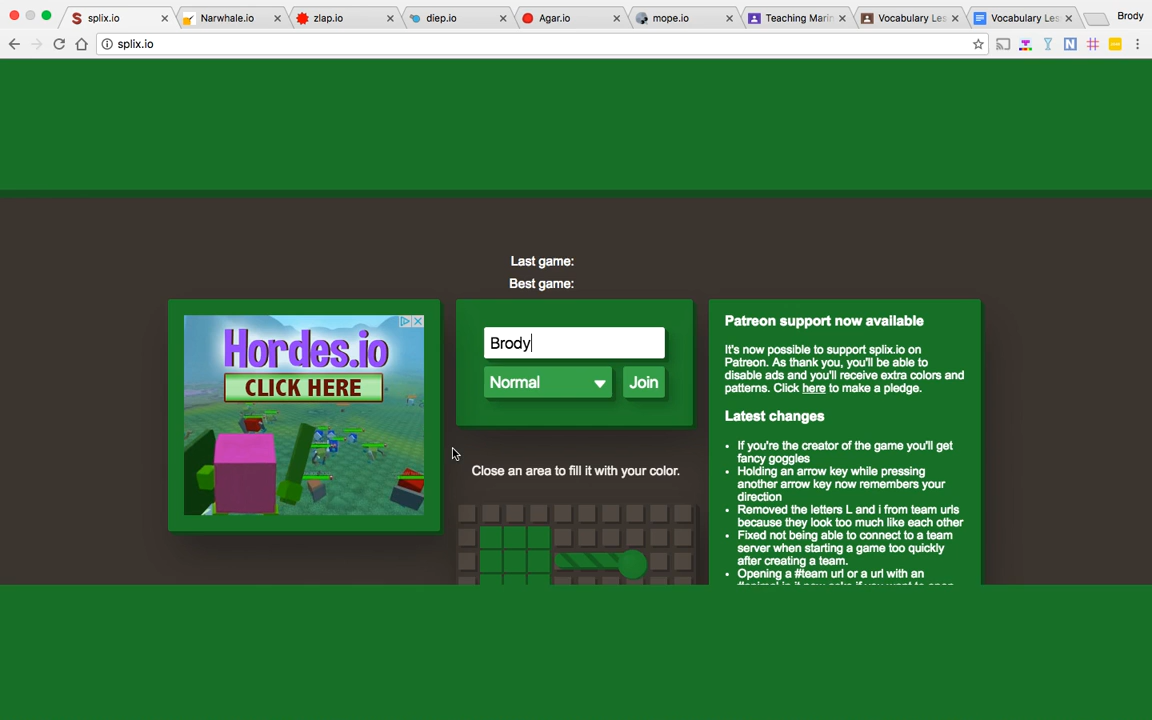 splix.io
Narwhale.io
zlap.io
diep.io
Agar.io
mope.io
Teaching Marin
Vocabulary Les
Vocabulary Les
Brody
splix.io
Last game:
Best game:
Hordes.io
CLICK HERE
Brody
Normal
Join
Close an area to fill it with your color.
Patreon support now available
It's now possible to support splix.io on
Patreon. As thank you, you'll be able to
disable ads and you'll receive extra colors and
patterns. Click here to make a pledge.
Latest changes
• If you're the creator of the game you'll get
fancy goggles
• Holding an arrow key while pressing
another arrow key now remembers your
direction
• Removed the letters L and i from team urls
because they look too much like each other
• Fixed not being able to connect to a team
server when starting a game too quickly
after creating a team.
• Opening a #team url or a url with an